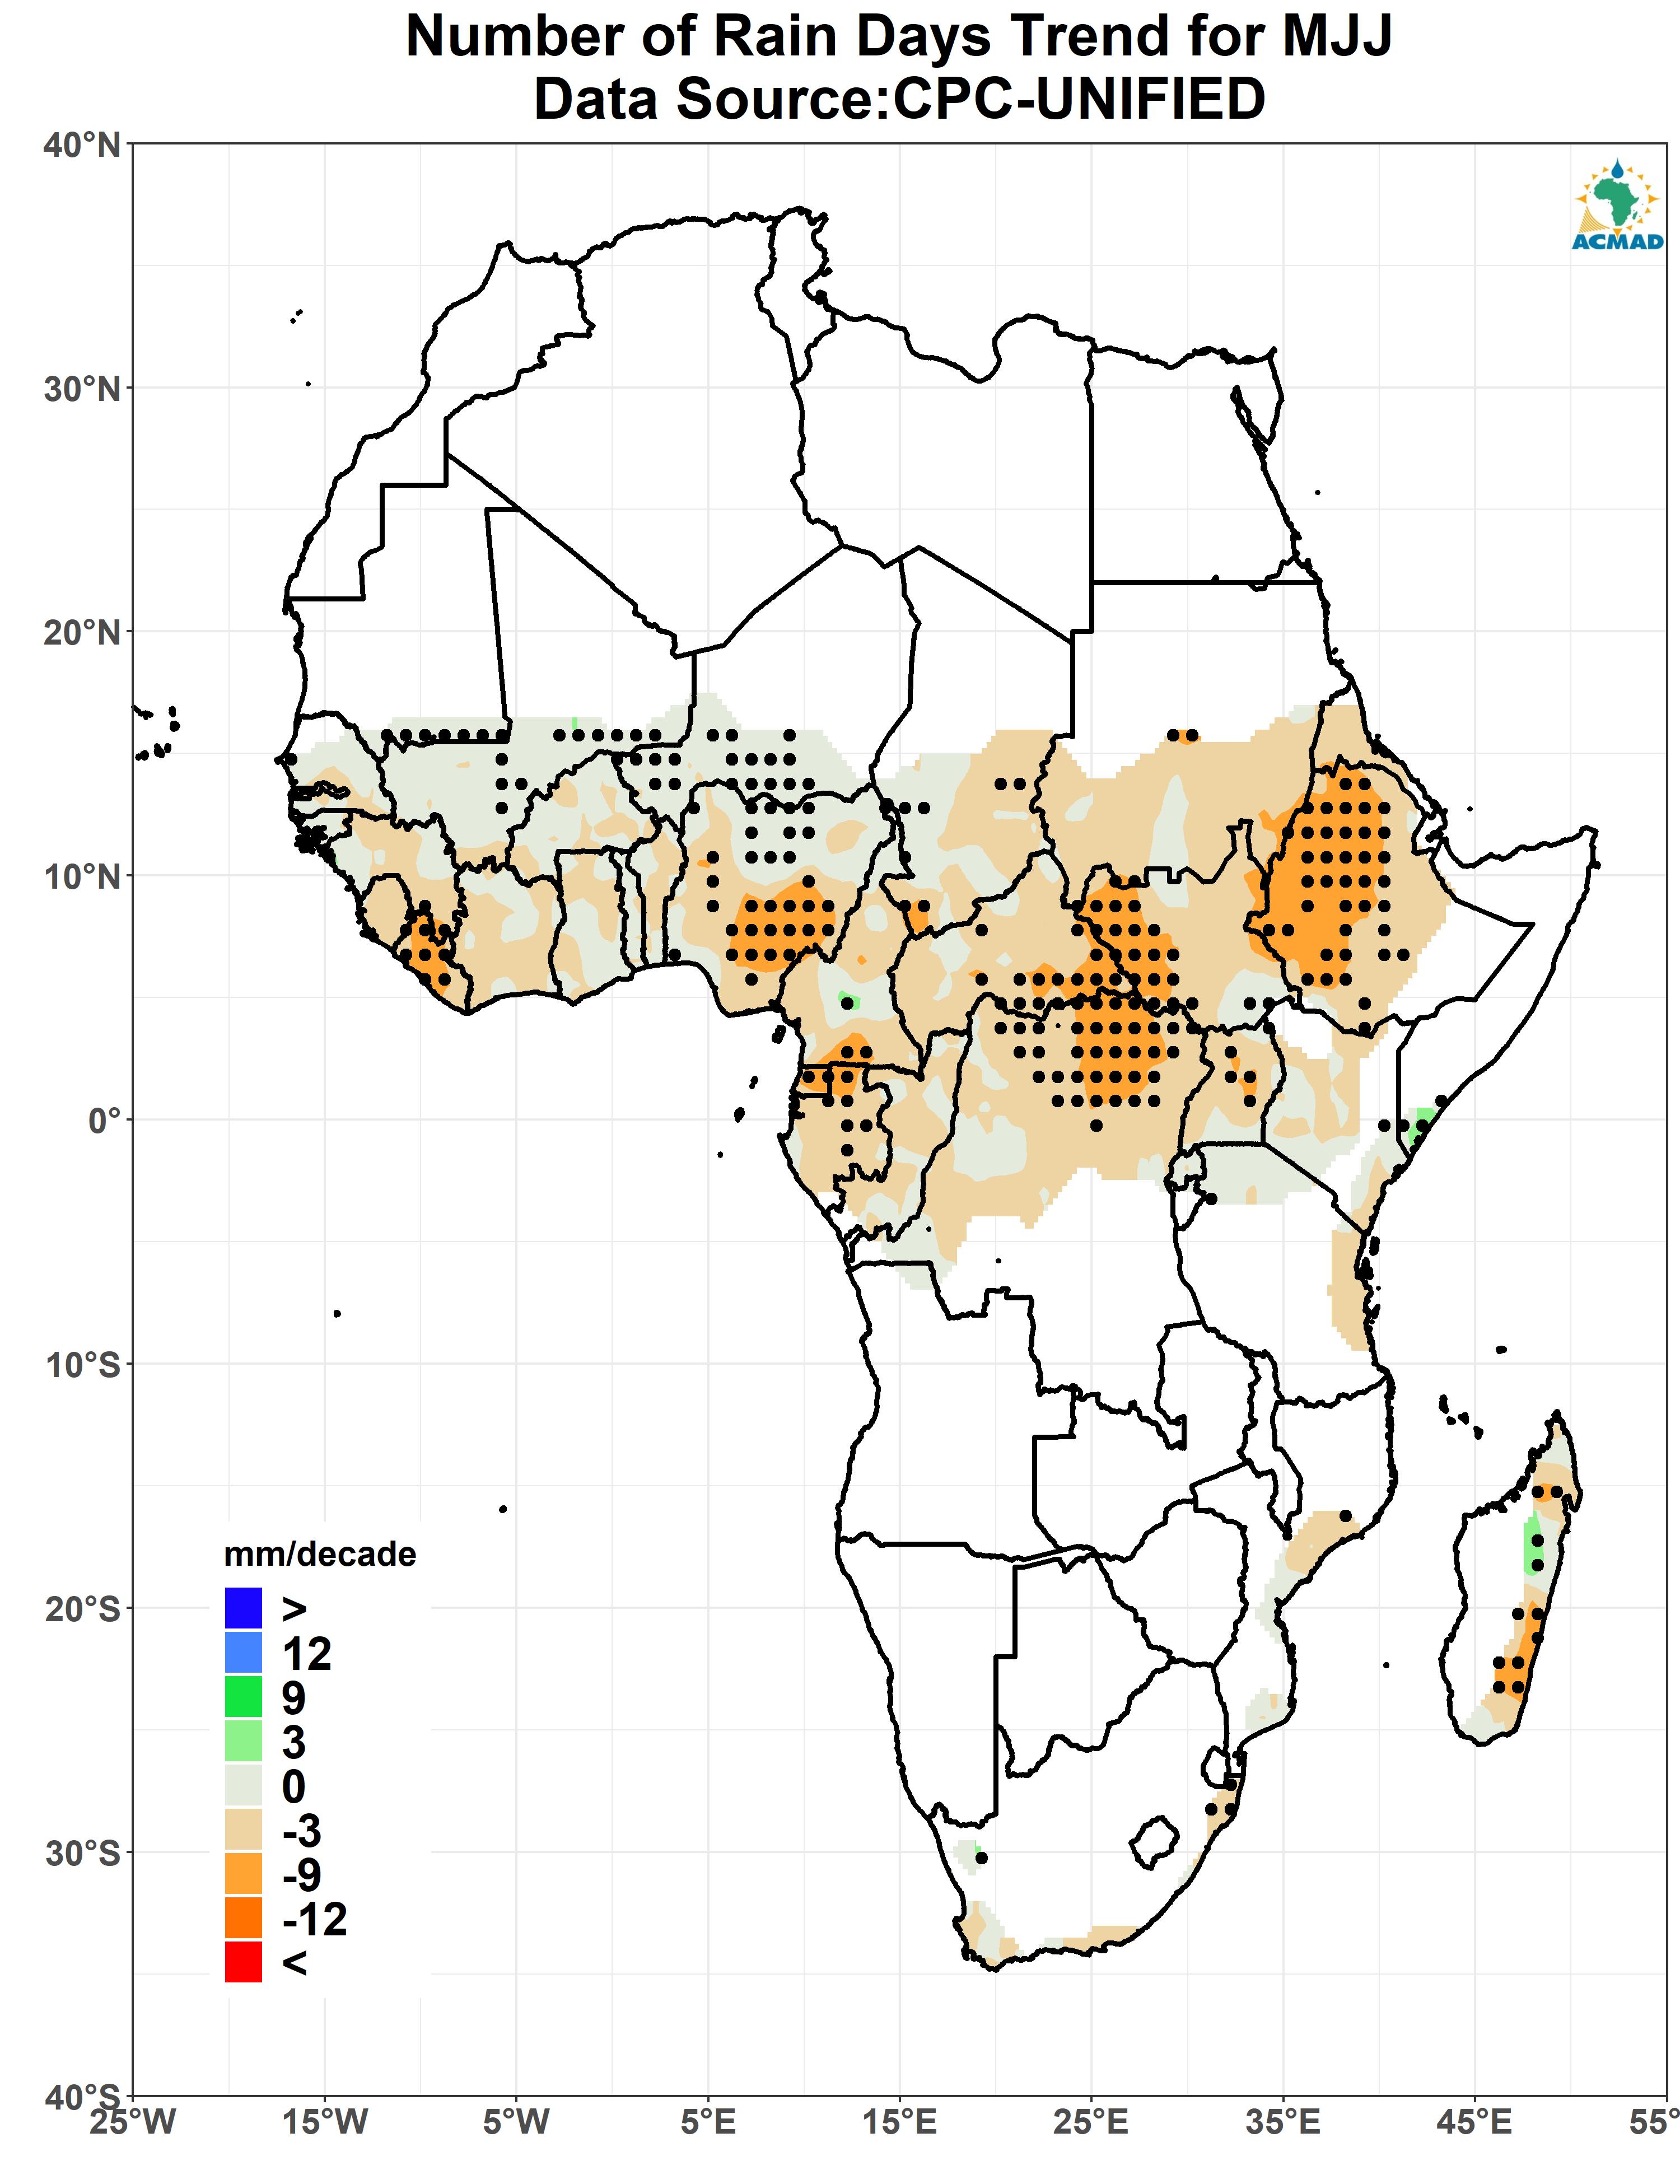 Number of Rain Days Trend for MJJ
Data Source:CPC-UNIFIED
ACMAD
40°N
30°N
20°N
10°N
0°
10°S
20°S
30°S
40°S
mm/decade
>
12
9
3
0
-3
-9
-12
<
25°W 15°W 5°W 5°E 15°E 25°E 35°E 45°E 55°